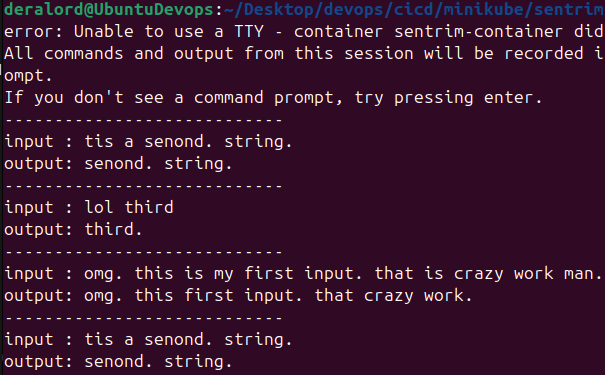 deralord@UbuntuDevops:~/Desktop/devops/cicd/minikube/sentrim
error: Unable to use a TTY - container sentrim-container did
All commands and output from this session will be recorded i
ompt.
If you don't see a command prompt, try pressing enter.
----------------------------
input : tis a senond. string.
output: senond. string.
----------------------------
input : lol third
output: third.
----------------------------
input : omg. this is my first input. that is crazy work man.
output: omg. this first input. that crazy work.
----------------------------
input : tis a senond. string.
output: senond. string.